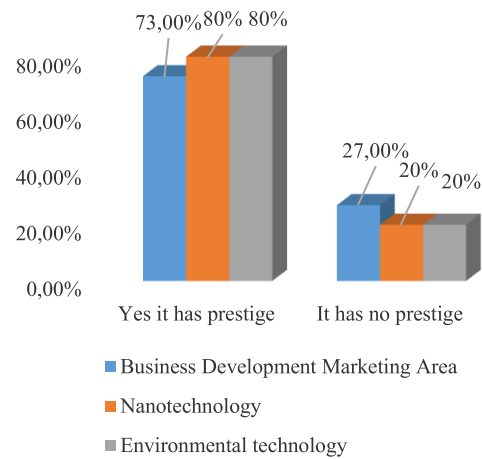 73,00% 80% 80%
80,00%
60,00%
40,00%
20,00%
0,00%
27,00%
20%
20%
Yes it has prestige
It has no prestige
Business Development Marketing Area
Nanotechnology
Environmental technology